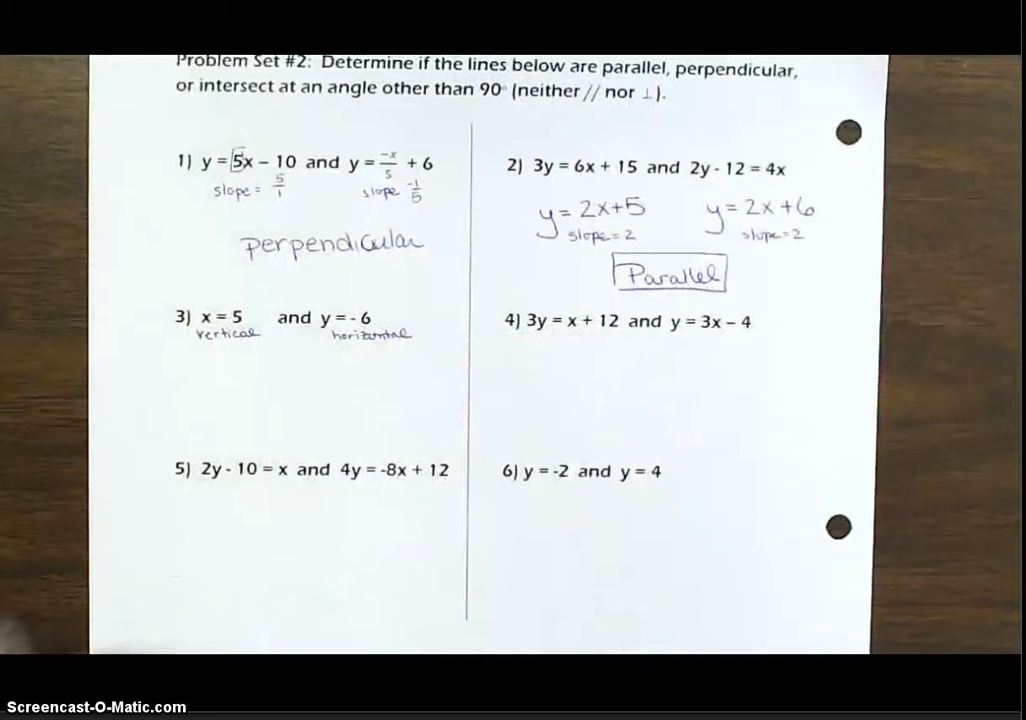 Problem Set #2: Determine if the lines below are parallel, perpendicular,
or intersect at an angle other than 90° (neither // nor ⊥).
1) y = 5x – 10 and y = -x/5 + 6
slope = 5/1 slope -1/5
perpendicular
2) 3y = 6x + 15 and 2y - 12 = 4x
y = 2x+5 y = 2x+6
slope=2 slope=2
Parallel
3) x = 5 and y = - 6
vertical horizontal
4) 3y = x + 12 and y = 3x – 4
5) 2y - 10 = x and 4y = -8x + 12
6) y = -2 and y = 4
Screencast-O-Matic.com